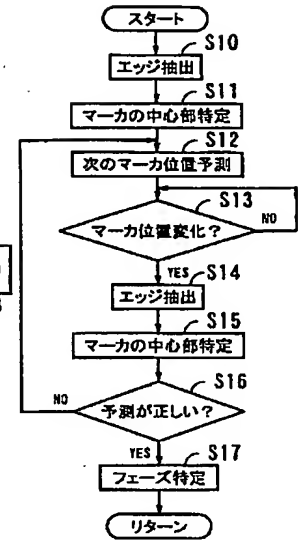 スタート
S10
エッジ抽出
S11
マーカの中心部特定
S12
次のマーカ位置予測
S13
マーカ位置変化?
NO
YES
S14
エッジ抽出
S15
マーカの中心部特定
S16
NO
予測が正しい?
YES
S17
フェーズ特定
リターン